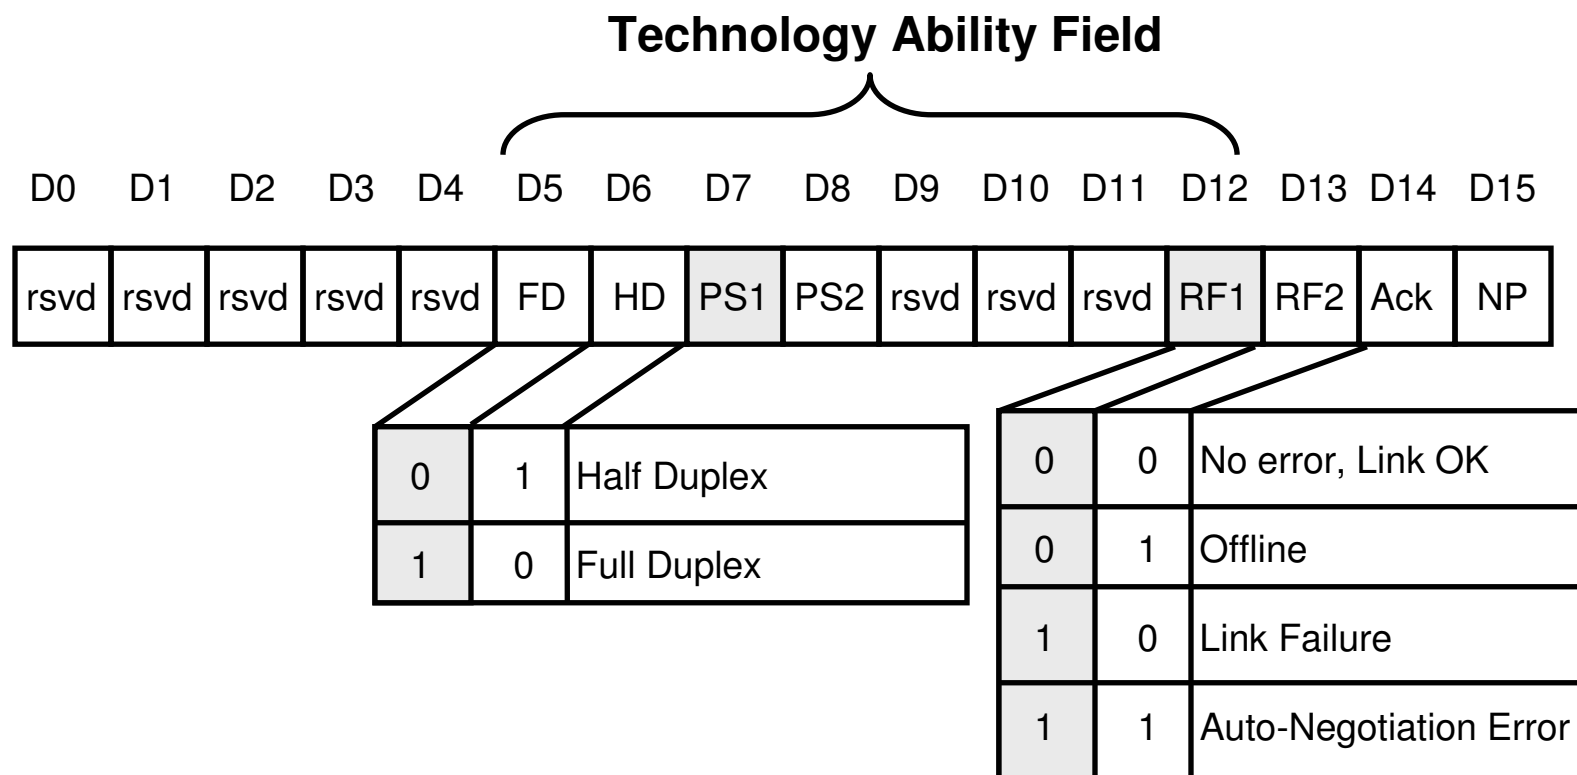 Technology Ability Field
D0 D1 D2 D3 D4 D5 D6 D7 D8 D9 D10 D11 D12 D13 D14 D15
rsvd rsvd rsvd rsvd rsvd FD HD PS1 PS2 rsvd rsvd rsvd RF1 RF2 Ack NP
0 1 Half Duplex
1 0 Full Duplex
0 0 No error, Link OK
0 1 Offline
1 0 Link Failure
1 1 Auto-Negotiation Error